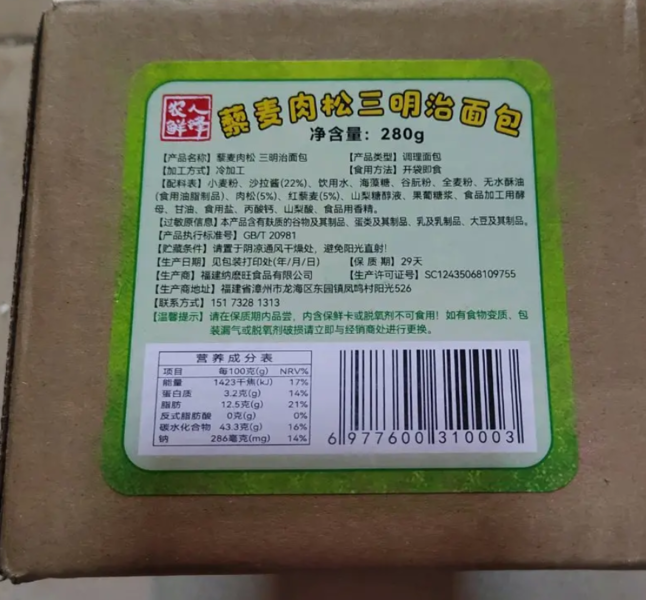 农人
鲜锋
藜麦肉松三明治面包
净含量：280g
【产品名称】藜麦肉松 三明治面包 【产品类型】调理面包
【加工方式】冷加工 【食用方法】开袋即食
【配料表】小麦粉、沙拉酱(22%)、饮用水、海藻糖、谷朊粉、全麦粉、无水酥油
(食用油脂制品)、肉松(5%)、红藜麦(5%)、山梨糖醇液、果葡糖浆、食品加工用酵
母、甘油、食用盐、丙酸钙、山梨酸、食品用香精。
【过敏原信息】本产品含有麸质的谷物及其制品、蛋类及其制品、乳及乳制品、大豆及其制品。
【产品执行标准号】GB/T 20981
【贮藏条件】请置于阴凉通风干燥处，避免阳光直射！
【生产日期】见包装打印处(年/月/日) 【保 质 期】29天
【生产商】福建纳麿旺食品有限公司 【生产许可证号】SC12435068109755
【生产商地址】福建省漳州市龙海区东园镇凤鸣村阳光526
【联系方式】151 7328 1313
【温馨提示】请在保质期内品尝、内含保鲜卡或脱氧剂不可食用！如有食物变质、包
装漏气或脱氧剂破损请立即与经销商处进行更换。
营养成分表
项目 每100克(g) NRV%
能量 1423千焦(kJ) 17%
蛋白质 3.2克(g) 14%
脂肪 12.5克(g) 21%
反式脂肪酸 0克(g) 0%
碳水化合物 43.3克(g) 16%
钠 286毫克(mg) 14%
6 977600 310003